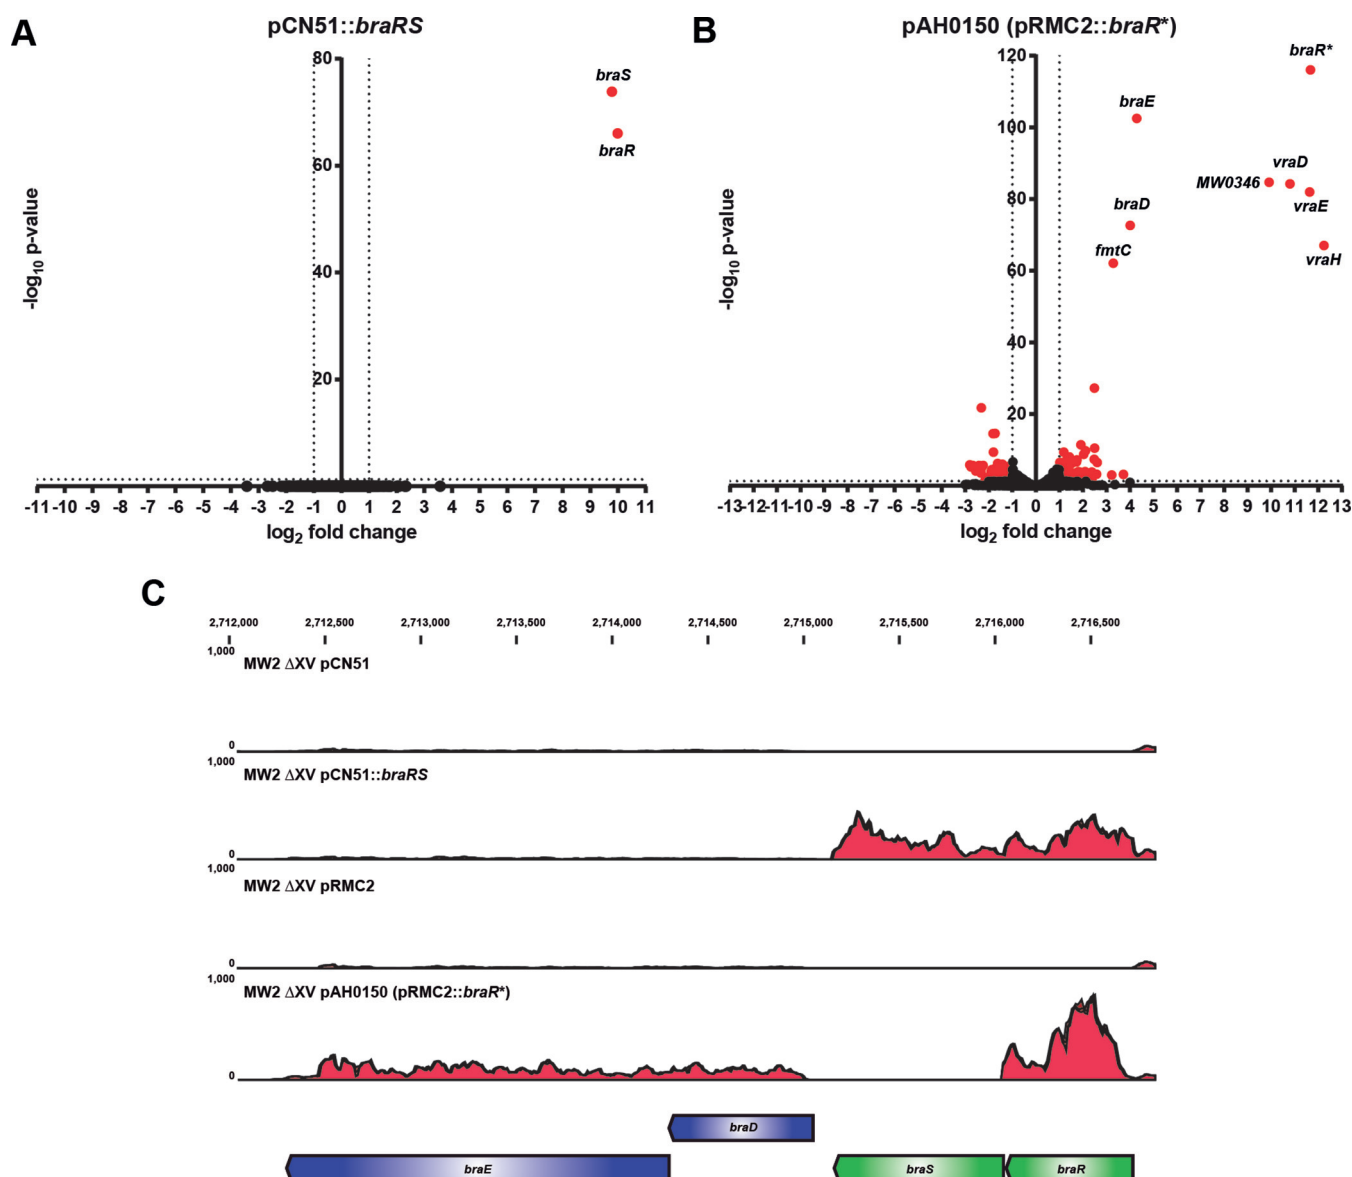 A
pCN51::braRS
80
60
40
20
braS
braR
-log10 p-value
-11 -10 -9 -8 -7 -6 -5 -4 -3 -2 -1 0 1 2 3 4 5 6 7 8 9 10 11
log2 fold change
B
pAH0150 (pRMC2::braR*)
120
100
80
60
40
20
braR*
braE
vraD
MW0346
vraE
braD
fmtC
vraH
-log10 p-value
-13 -12 -11 -10 -9 -8 -7 -6 -5 -4 -3 -2 -1 0 1 2 3 4 5 6 7 8 9 10 11 12 13
log2 fold change
C
2,712,000 2,712,500 2,713,000 2,713,500 2,714,000 2,714,500 2,715,000 2,715,500 2,716,000 2,716,500
1,000
MW2 ΔXV pCN51
0
1,000
MW2 ΔXV pCN51::braRS
0
1,000
MW2 ΔXV pRMC2
0
1,000
MW2 ΔXV pAH0150 (pRMC2::braR*)
0
braD
braE braS braR